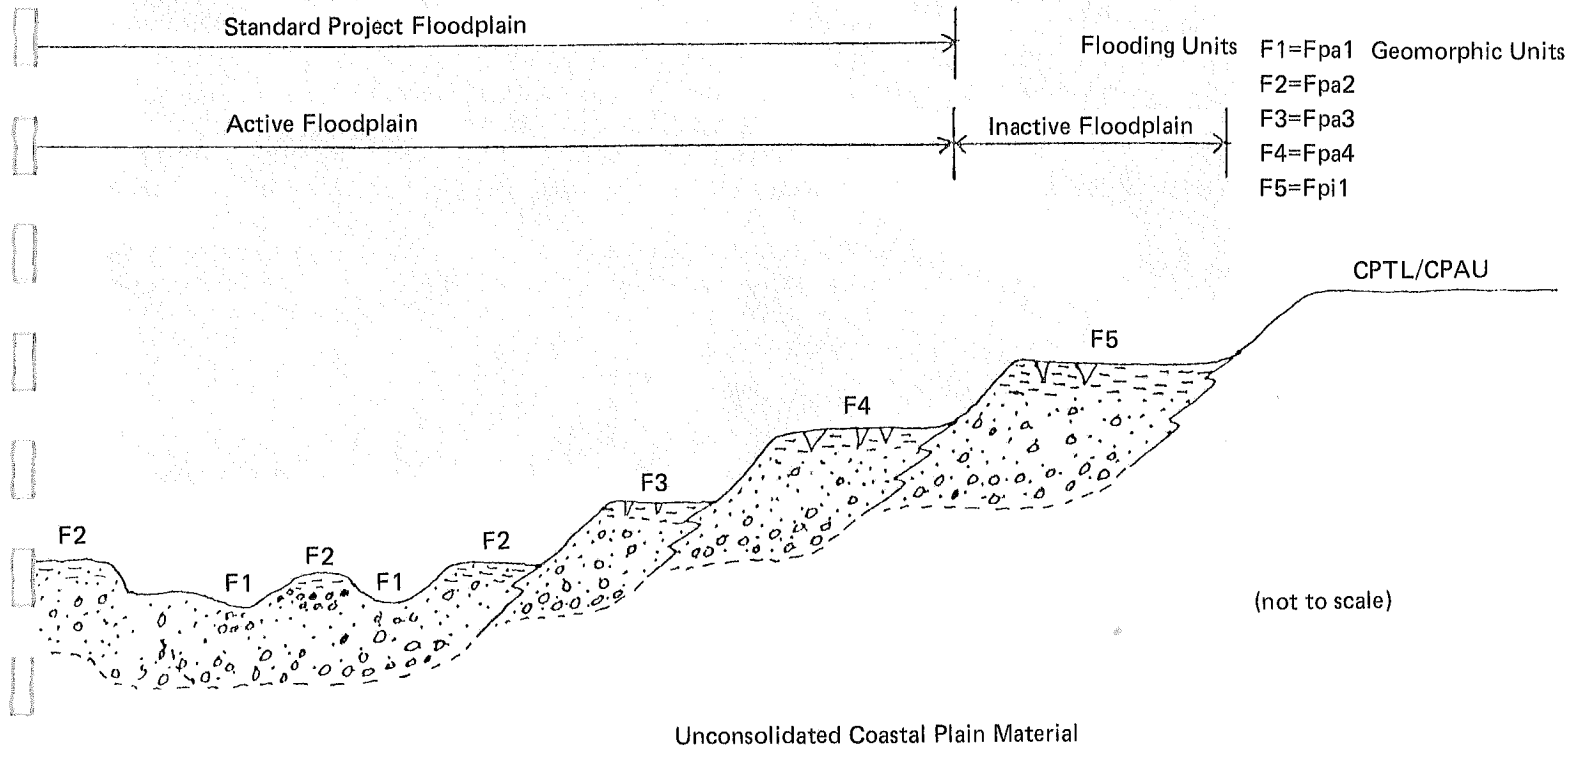 Standard Project Floodplain
Flooding Units F1=Fpa1 Geomorphic Units
F2=Fpa2
F3=Fpa3
F4=Fpa4
F5=Fpi1
Active Floodplain
Inactive Floodplain
CPTL/CPAU
F5
F4
F3
F2
F2
F2
F1
F1
(not to scale)
Unconsolidated Coastal Plain Material